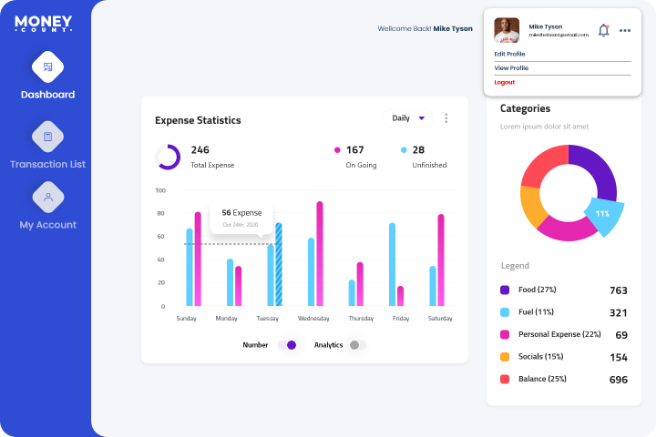 MONEY
COUNT
Dashboard
Transaction List
My Account
Welcome Back! Mike Tyson
Mike Tyson
Edit Profile
View Profile
Logout
Expense Statistics
Daily
246
Total Expense
167
On Going
28
Unfinished
100
80
60
40
20
0
56 Expense
Oct 24th, 2020
Sunday
Monday
Tuesday
Wednesday
Thursday
Friday
Saturday
Number
Analytics
Categories
Lorem ipsum dolor sit amet
11%
Legend
Food (27%) 763
Fuel (11%) 321
Personal Expense (22%) 69
Socials (15%) 154
Balance (25%) 696